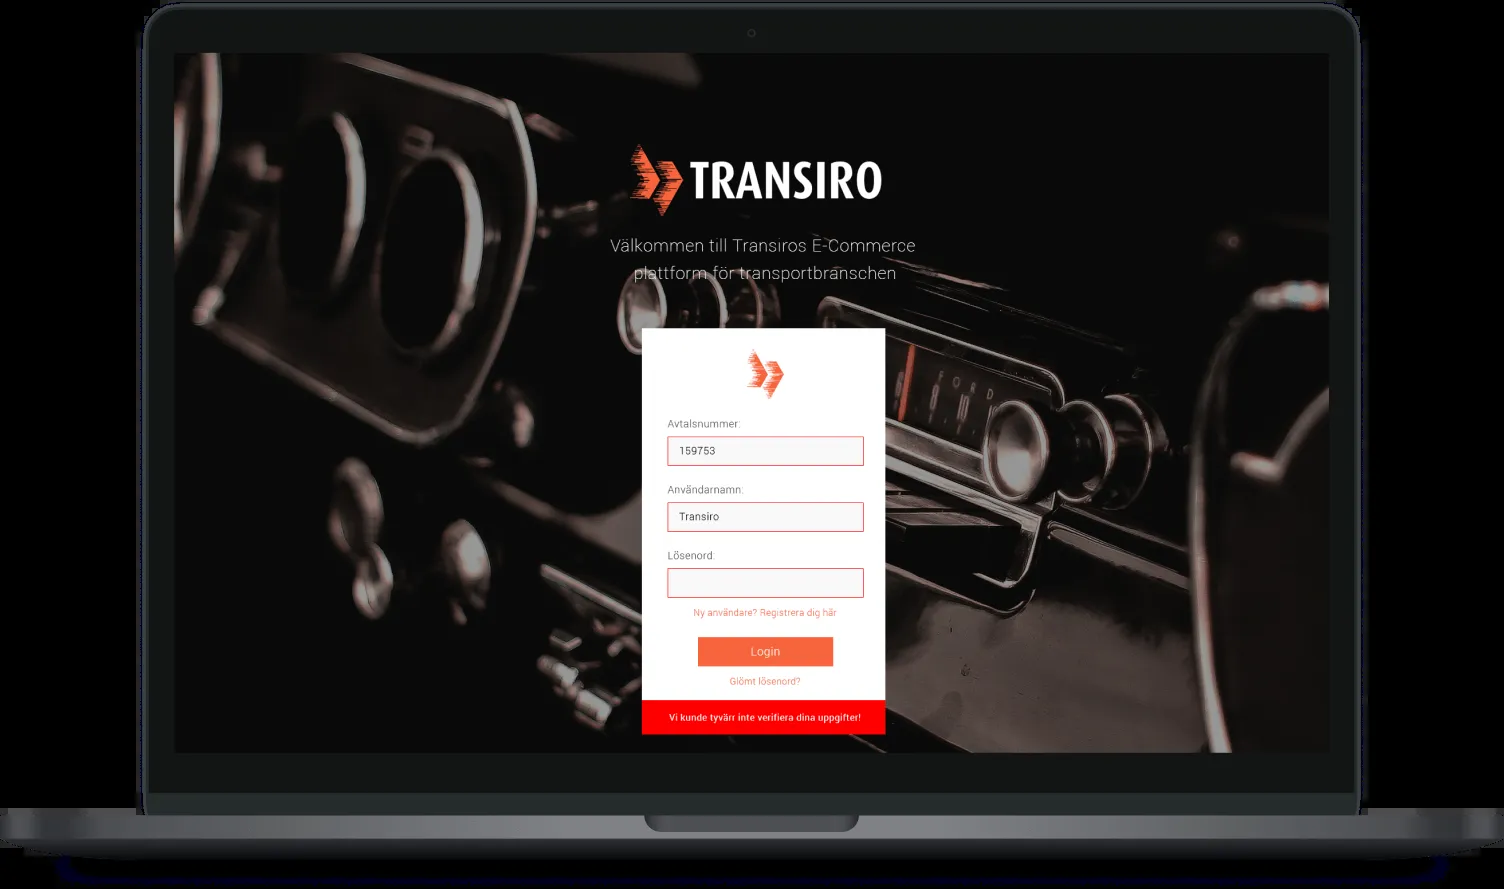 TRANSIRO
Välkommen till Transiros E-Commerce
plattform för transportbranschen
FORD
Avtalsnummer:
159753
Användarnamn:
Transiro
Lösenord:
Ny användare? Registrera dig här
Login
Glömt lösenord?
Vi kunde tyvärr inte verifiera dina uppgifter!